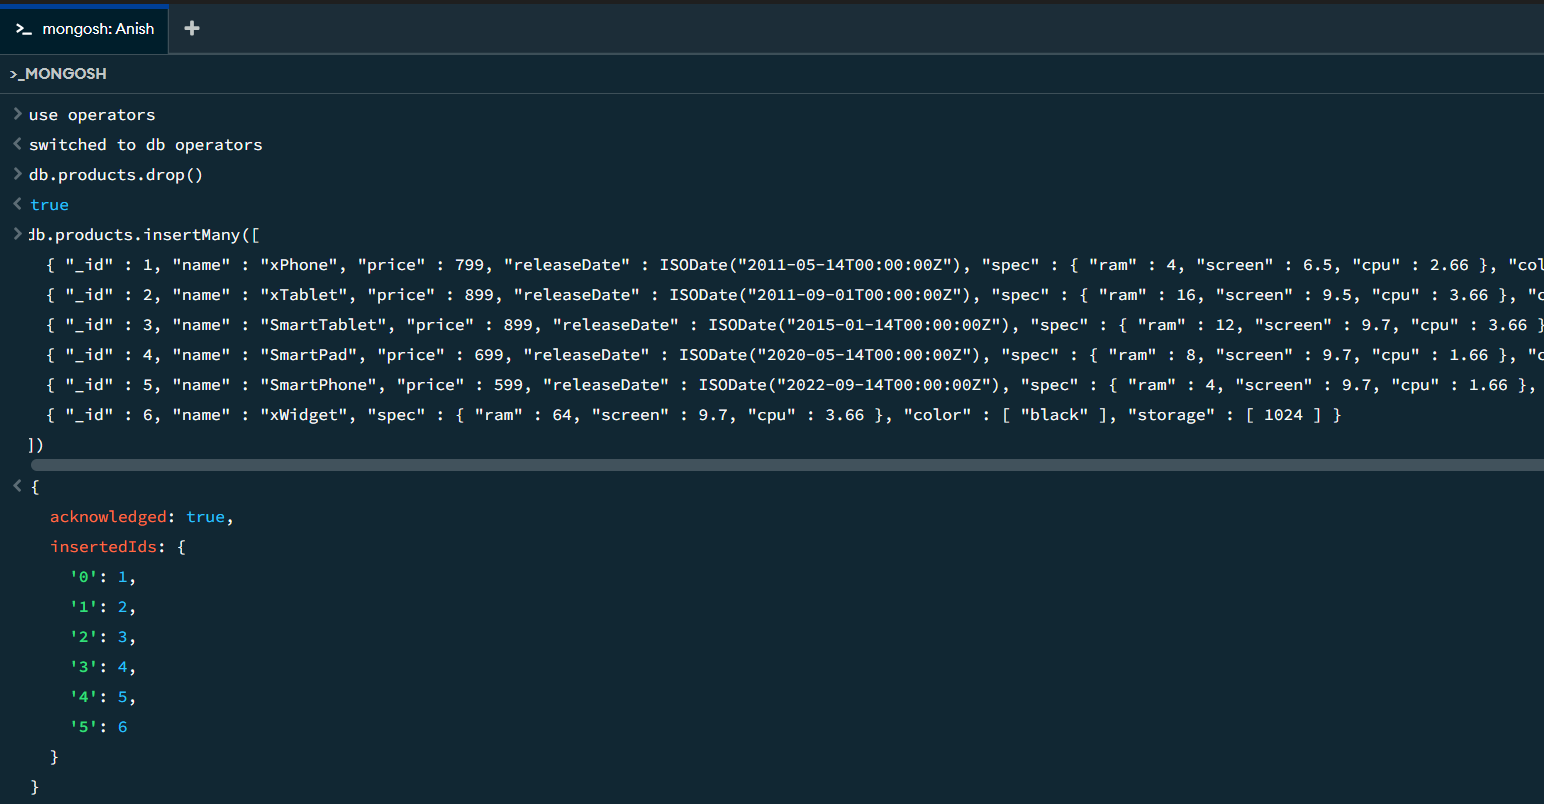 >_ mongosh: Anish +
>_MONGOSH
> use operators
< switched to db operators
> db.products.drop()
< true
> db.products.insertMany([
{ "_id" : 1, "name" : "xPhone", "price" : 799, "releaseDate" : ISODate("2011-05-14T00:00:00Z"), "spec" : { "ram" : 4, "screen" : 6.5, "cpu" : 2.66 }, "col
{ "_id" : 2, "name" : "xTablet", "price" : 899, "releaseDate" : ISODate("2011-09-01T00:00:00Z"), "spec" : { "ram" : 16, "screen" : 9.5, "cpu" : 3.66 }, "c
{ "_id" : 3, "name" : "SmartTablet", "price" : 899, "releaseDate" : ISODate("2015-01-14T00:00:00Z"), "spec" : { "ram" : 12, "screen" : 9.7, "cpu" : 3.66 }
{ "_id" : 4, "name" : "SmartPad", "price" : 699, "releaseDate" : ISODate("2020-05-14T00:00:00Z"), "spec" : { "ram" : 8, "screen" : 9.7, "cpu" : 1.66 }, "c
{ "_id" : 5, "name" : "SmartPhone", "price" : 599, "releaseDate" : ISODate("2022-09-14T00:00:00Z"), "spec" : { "ram" : 4, "screen" : 9.7, "cpu" : 1.66 },
{ "_id" : 6, "name" : "xWidget", "spec" : { "ram" : 64, "screen" : 9.7, "cpu" : 3.66 }, "color" : [ "black" ], "storage" : [ 1024 ] }
])
< {
acknowledged: true,
insertedIds: {
'0': 1,
'1': 2,
'2': 3,
'3': 4,
'4': 5,
'5': 6
}
}